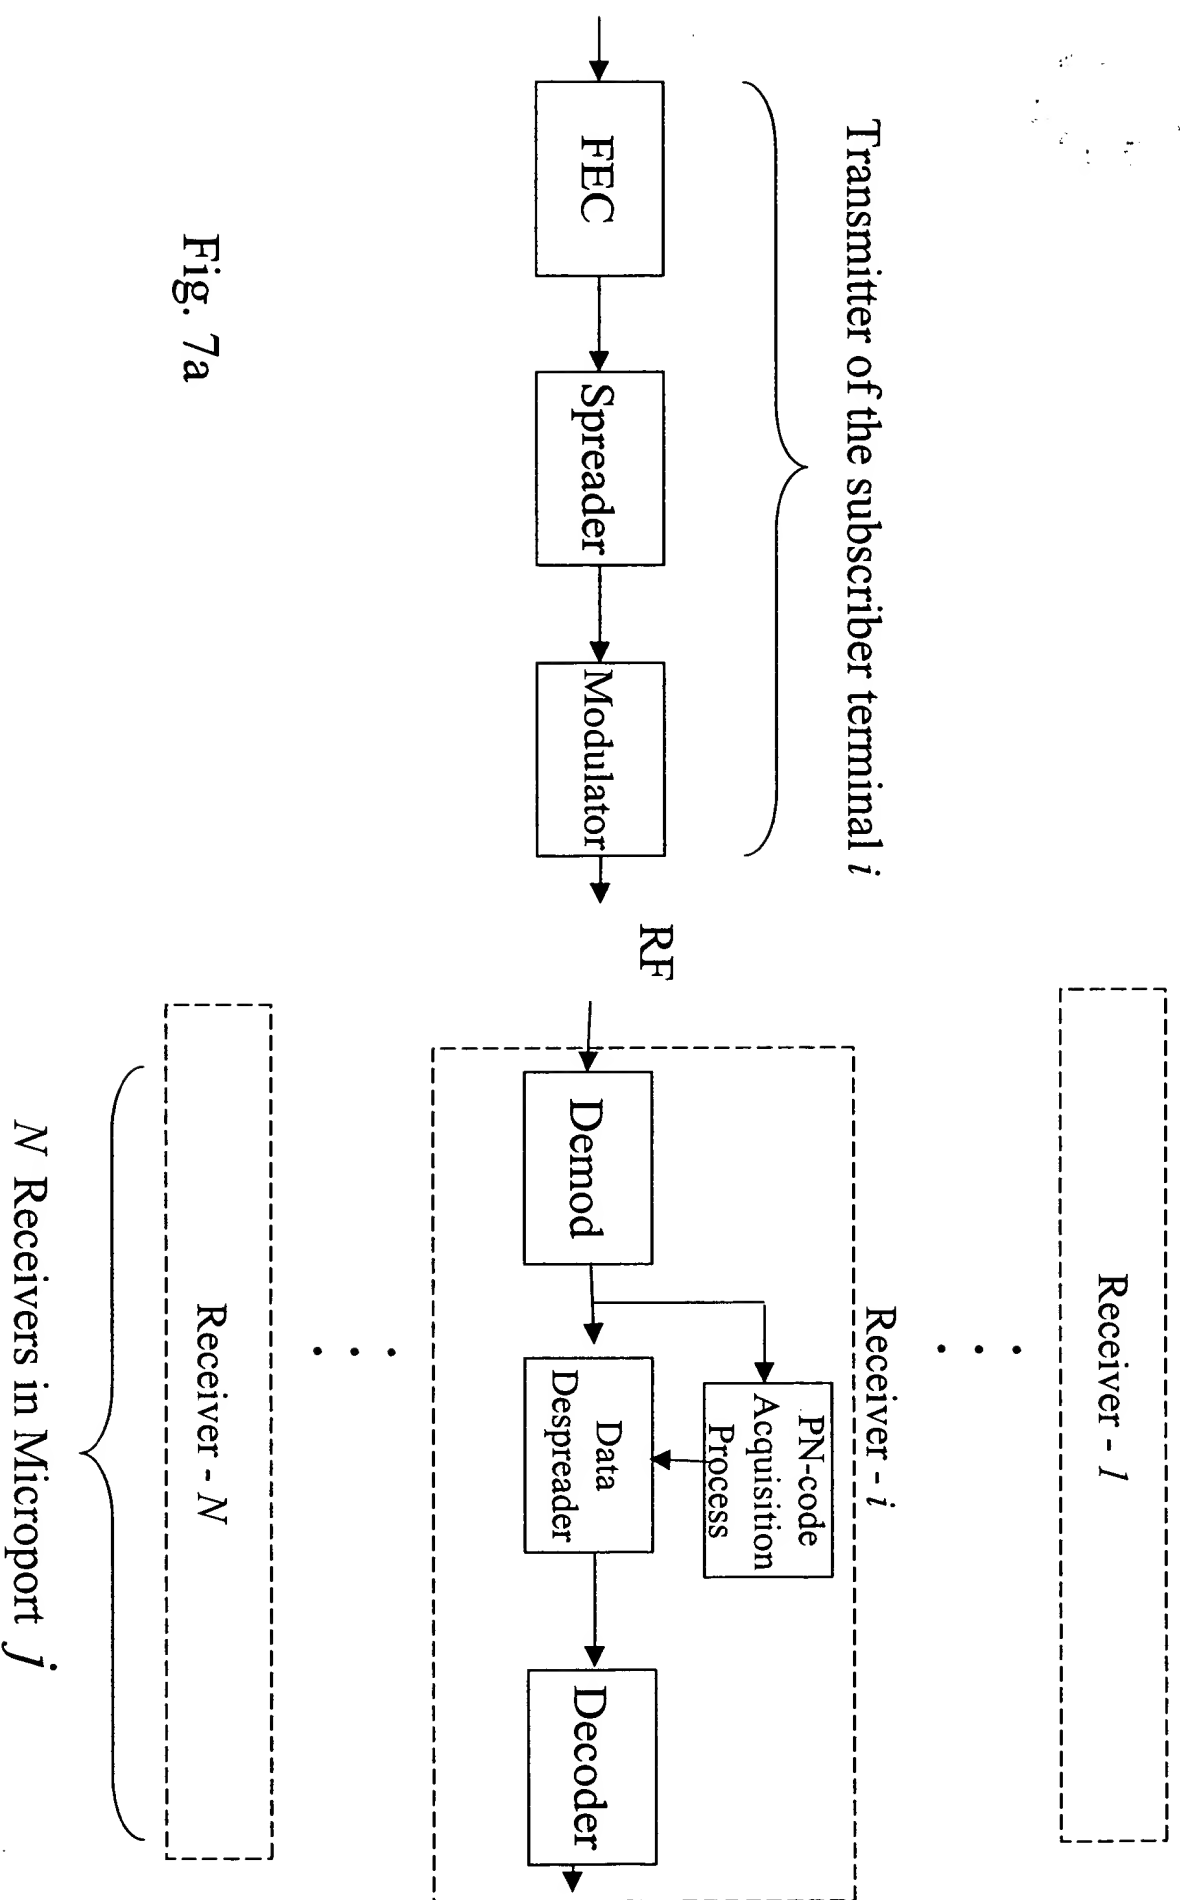 Transmitter of the subscriber terminal i
FEC
Spreader
Modulator
RF
Receiver - 1
Receiver - i
Demod
PN-code
Acquisition
Process
Data
Despreader
Decoder
Receiver - N
N Receivers in Microport j
Fig. 7a